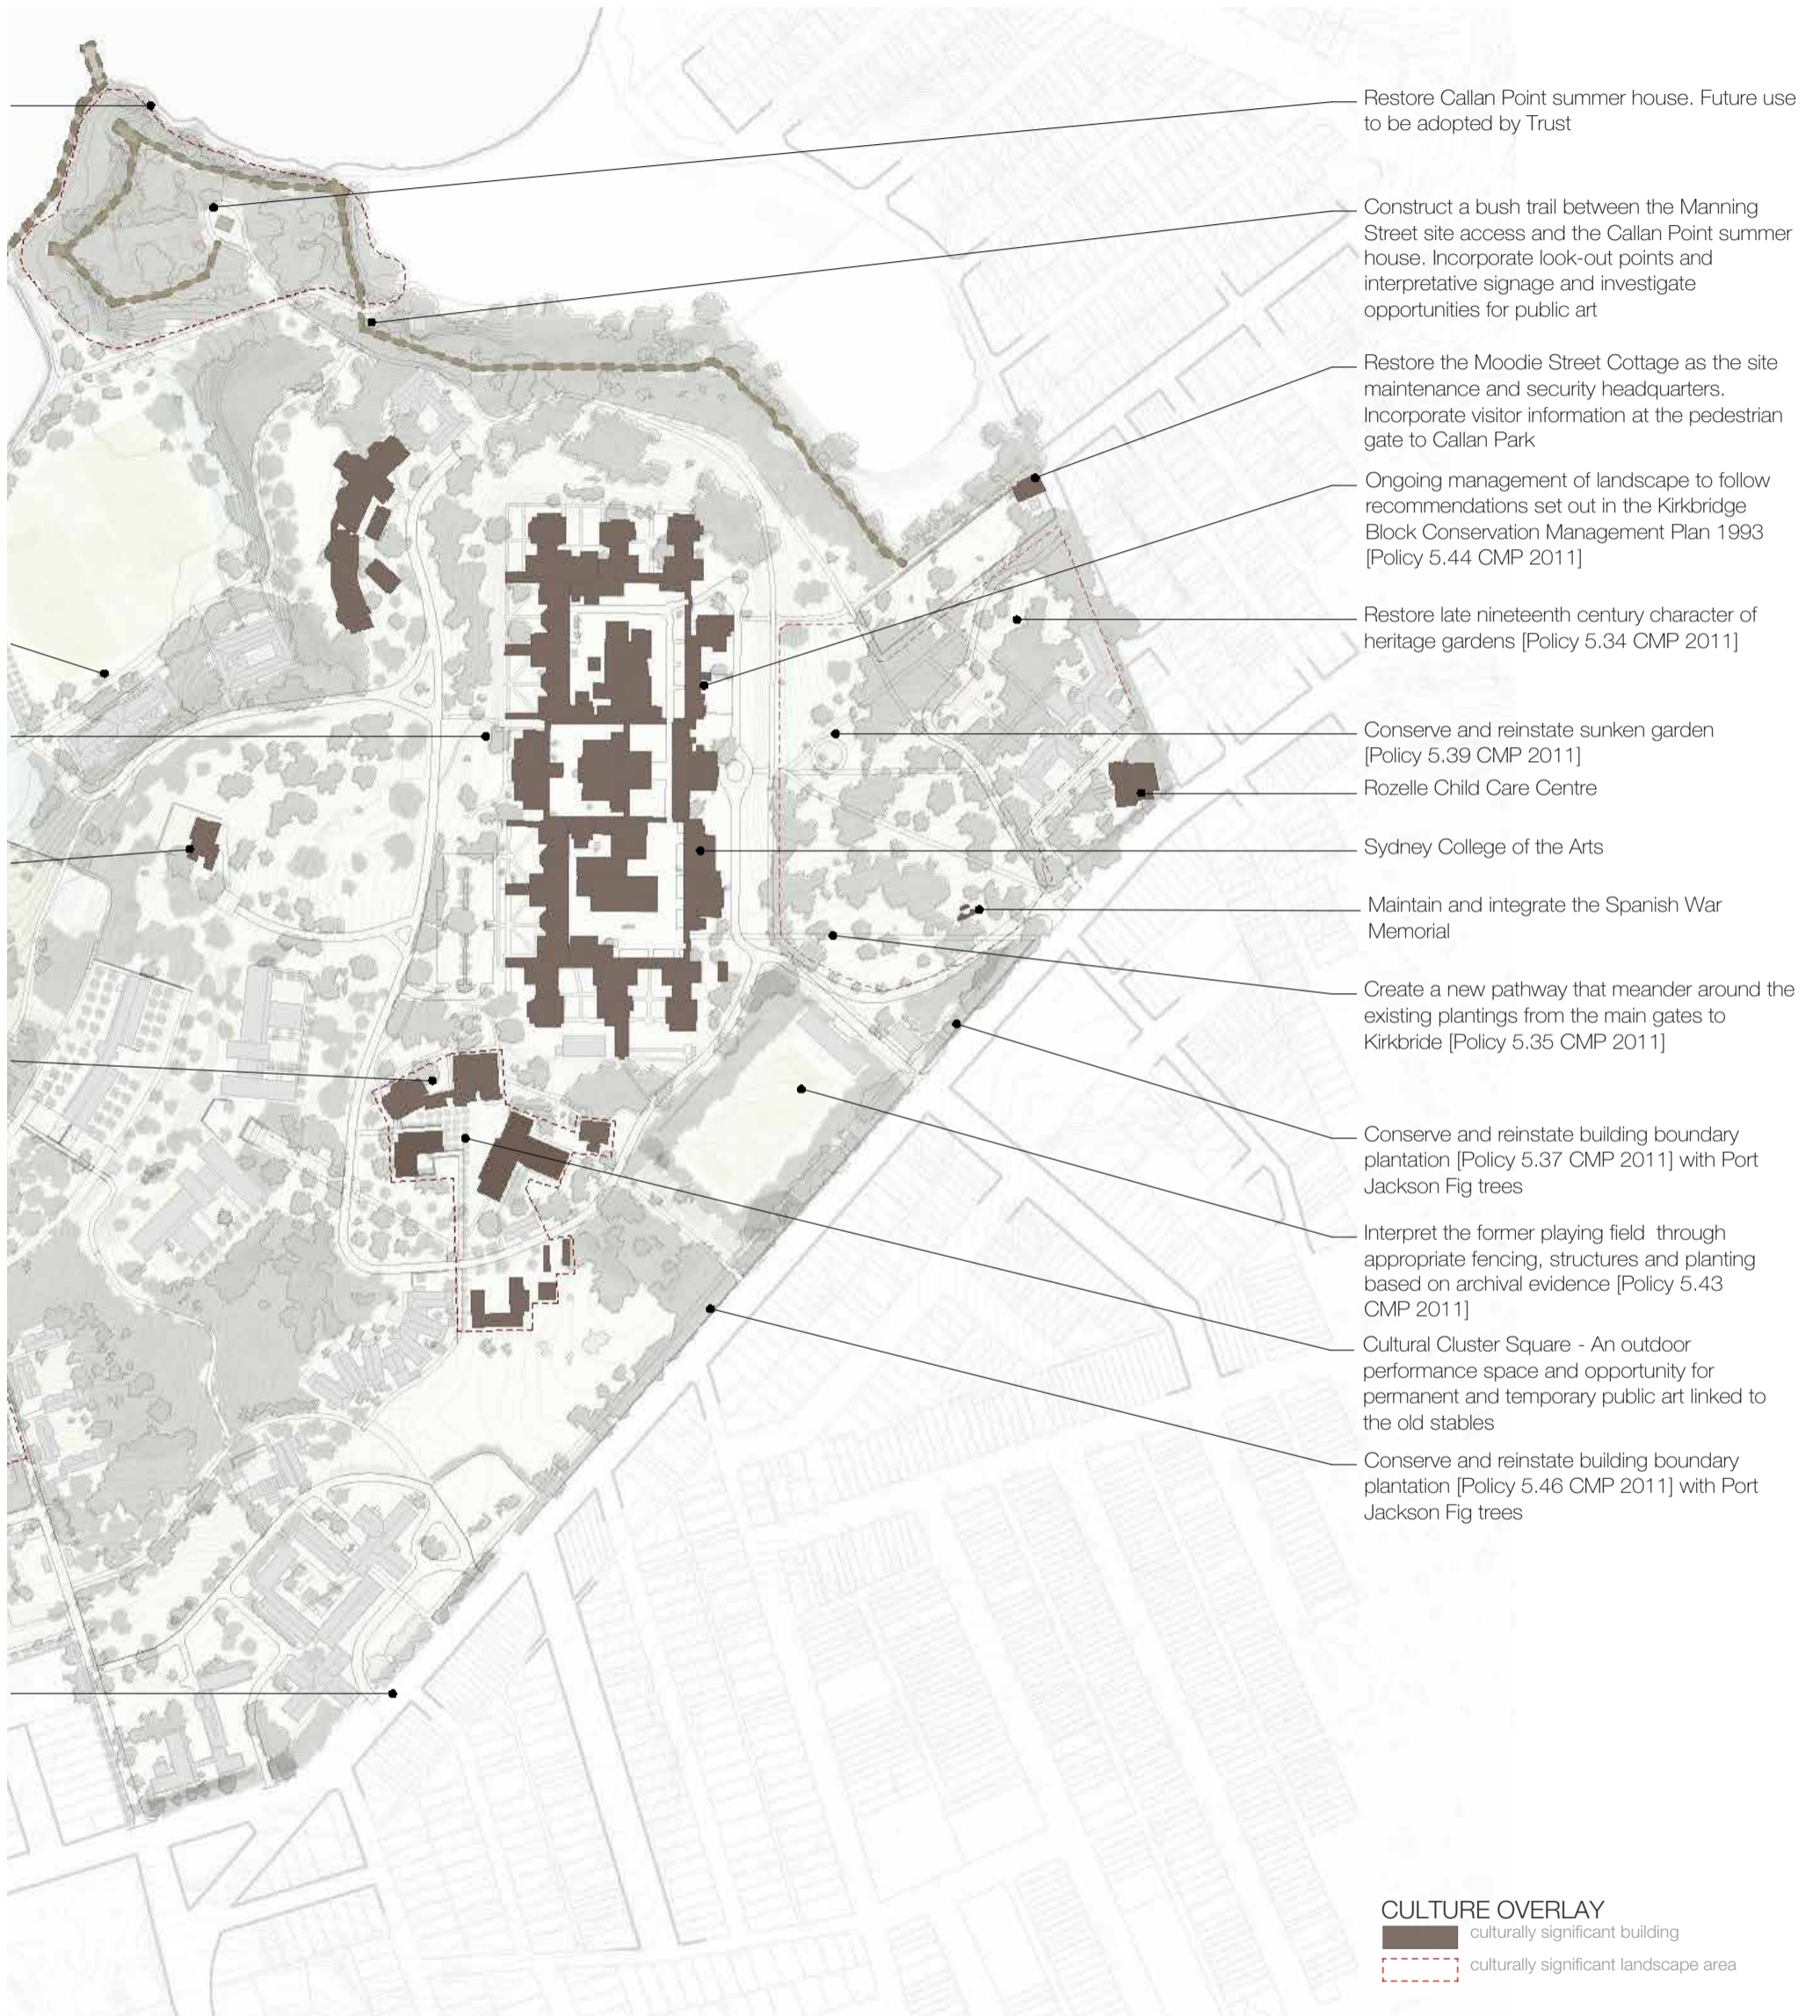 Restore Callan Point summer house. Future use
to be adopted by Trust
Construct a bush trail between the Manning
Street site access and the Callan Point summer
house. Incorporate look-out points and
interpretative signage and investigate
opportunities for public art
Restore the Moodie Street Cottage as the site
maintenance and security headquarters.
Incorporate visitor information at the pedestrian
gate to Callan Park
Ongoing management of landscape to follow
recommendations set out in the Kirkbridge
Block Conservation Management Plan 1993
[Policy 5.44 CMP 2011]
Restore late nineteenth century character of
heritage gardens [Policy 5.34 CMP 2011]
Conserve and reinstate sunken garden
[Policy 5.39 CMP 2011]
Rozelle Child Care Centre
Sydney College of the Arts
Maintain and integrate the Spanish War
Memorial
Create a new pathway that meander around the
existing plantings from the main gates to
Kirkbride [Policy 5.35 CMP 2011]
Conserve and reinstate building boundary
plantation [Policy 5.37 CMP 2011] with Port
Jackson Fig trees
Interpret the former playing field through
appropriate fencing, structures and planting
based on archival evidence [Policy 5.43
CMP 2011]
Cultural Cluster Square - An outdoor
performance space and opportunity for
permanent and temporary public art linked to
the old stables
Conserve and reinstate building boundary
plantation [Policy 5.46 CMP 2011] with Port
Jackson Fig trees
CULTURE OVERLAY
culturally significant building
culturally significant landscape area